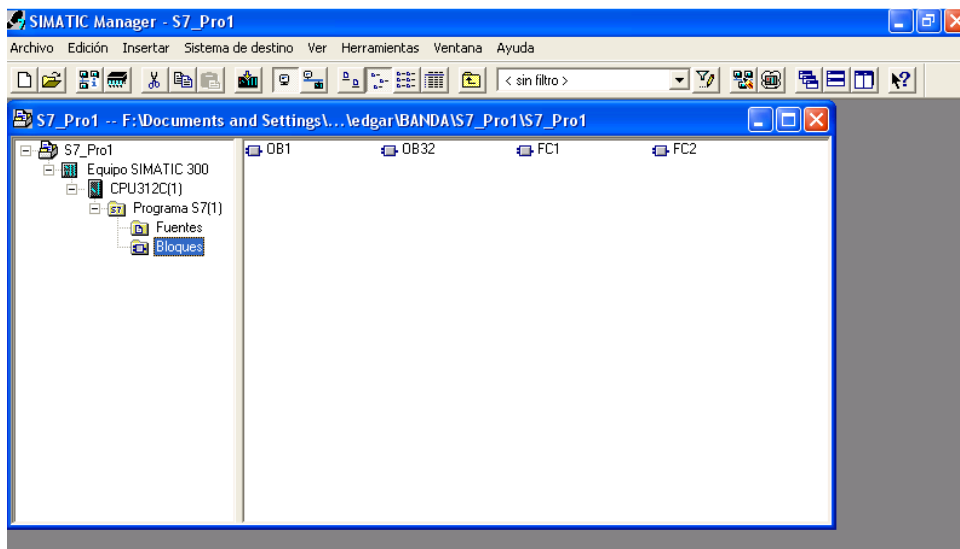 SIMATIC Manager - S7_Pro1
Archivo Edición Insertar Sistema de destino Ver Herramientas Ventana Ayuda
< sin filtro >
S7_Pro1 -- F:\Documents and Settings\...\edgar\BANDA\S7_Pro1\S7_Pro1
S7_Pro1
Equipo SIMATIC 300
CPU312C(1)
Programa S7(1)
Fuentes
Bloques
OB1 OB32 FC1 FC2